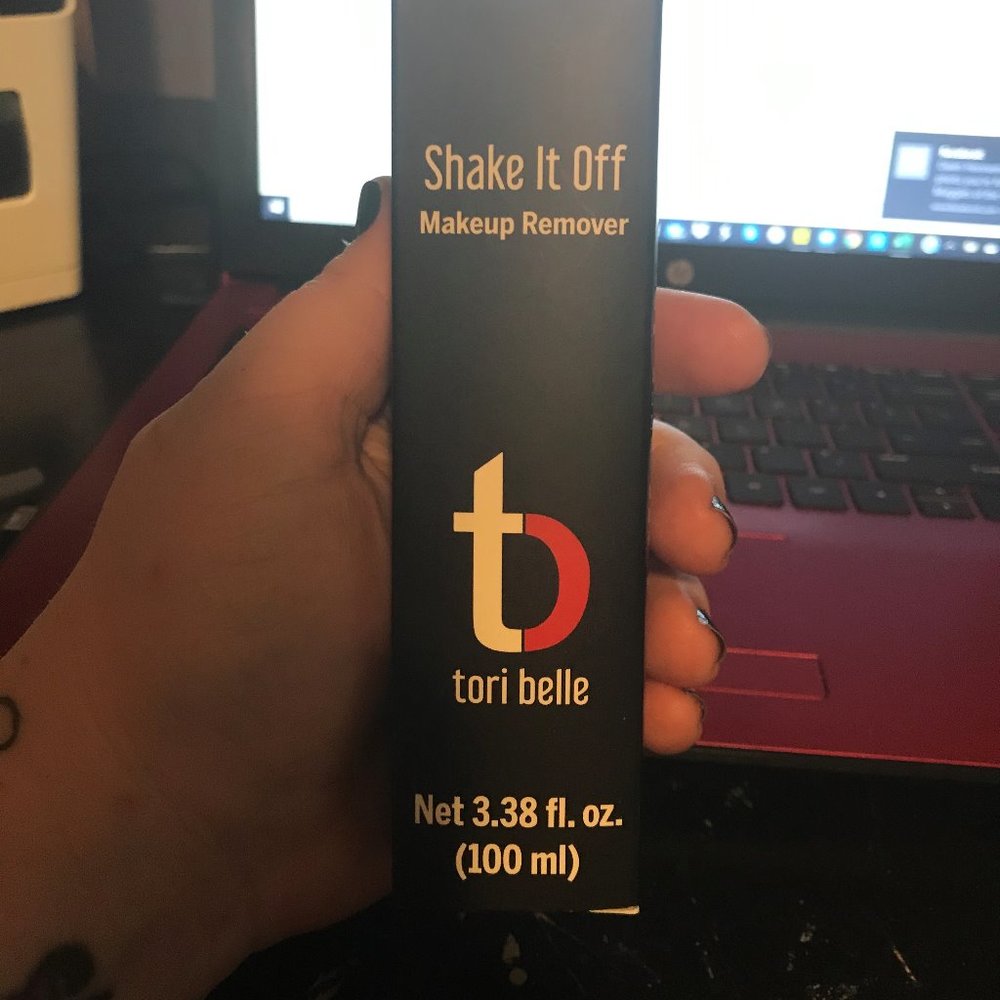 Shake It Off
Makeup Remover
tb
tori belle
Net 3.38 fl. oz.
(100 ml)